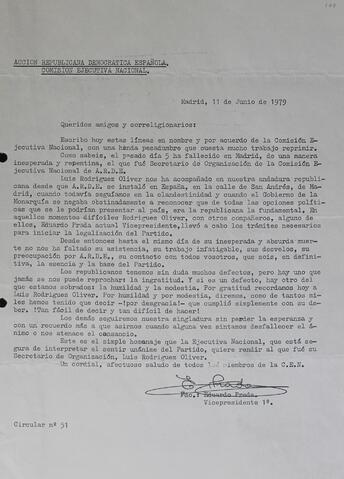 ACCION REPUBLICANA DEMOCRATICA ESPAÑOLA.
COMISION EJECUTIVA NACIONAL.
Madrid, 11 de Junio de 1979
Queridos amigos y correligionarios:
Escribo hoy estas líneas en nombre y por acuerdo de la Comisión E-
jecutiva Nacional, con una honda pesadumbre que cuesta mucho trabajo reprimir.
Como sabeis, el pasado día 5 ha fallecido en Madrid, de una manera
inesperada y repentina, el que fué Secretario de Organización de la Comisión
Ejecutiva Nacional de A.R.D.E.
Luis Rodrigues Oliver nos ha acompañado en nuestra andadura republi
cana desde que A.R.D.E. se instaló en España, en la calle de San Andrés, de Ma-
drid, cuando todavía seguíamos en la clandestinidad y cuando el Gobierno de la
Monarquía se negaba obstinadamente a reconocer que de todas las opciones polí-
ticas que se le podrían presentar al país, era la republicana la fundamental. En
aquellos momentos difíciles Rodrigues Oliver, con otros compañeros, alguno de
ellos, Eduardo Prada actual Vicepresidente, llevó a cabo los trámites necesarios
para iniciar la legalización del Partido.
Desde entonces hasta el mismo día de su inesperada y absurda muer-
te no nos ha faltado su asistencia, su trabajo infatigable, sus desvelos, su
preocupación por A.R.D.E., su contacto con todos vosotros, que sois, en defini-
tiva, la esencia y la base del Partido.
Los republicanos tenemos sin duda muchos defectos, pero hay uno que
jamás se nos puede reprochar: la ingratitud. Y si es un defecto, hay otro del
que estamos sobrados: la humildad y la modestia. Por gratitud recordamos hoy a
Luis Rodrigues Oliver. Por humildad y por modestia, diremos, como de tantos mi-
les hemos tenido que decir -¡por desgracia!- que cumplió simplemente con su de-
ber. ¡Tan fácil de decir y tan difícil de hacer!
Los demás seguiremos nuestra singladura sin perder la esperanza y
con un recuerdo más a que asirnos cuando alguna vez sintamos desfallecer el á-
nimo o nos atenace el cansancio.
Este es el simple homenaje que la Ejecutiva Nacional, que está se-
gura de interpretar el sentir unánime del Partido, quiere rendir al que fué su
Secretario de Organización, Luis Rodrigues Oliver.
Un cordial, afectuoso saludo de todos los miembros de la C.E.N.
Fdo.: Eduardo Prada.
Vicepresidente 1º.
Circular nº 51